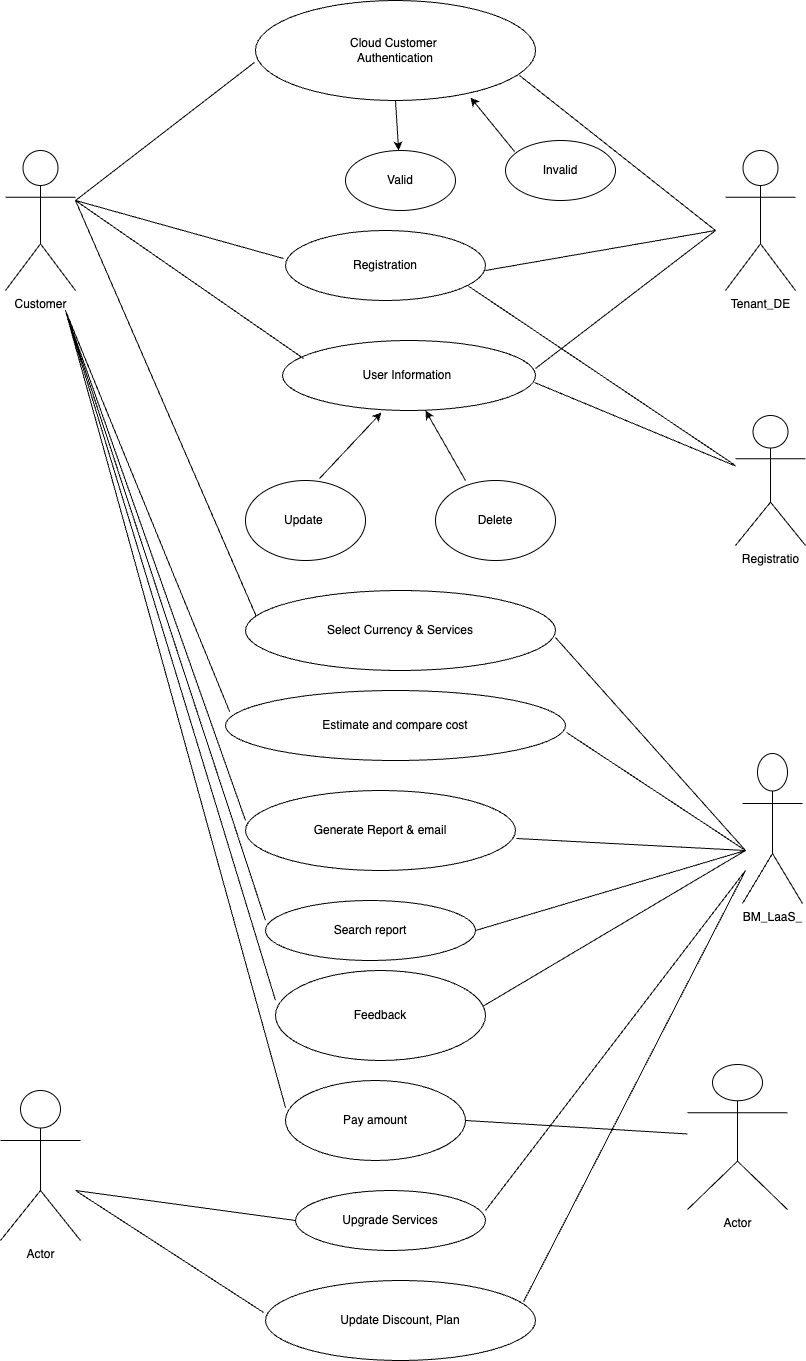 Cloud Customer
Authentication
Valid
Invalid
Registration
Customer
Tenant_DE
User Information
Update
Delete
Registratio
Select Currency & Services
Estimate and compare cost
Generate Report & email
BM_LaaS_
Search report
Feedback
Pay amount
Actor
Upgrade Services
Actor
Update Discount, Plan